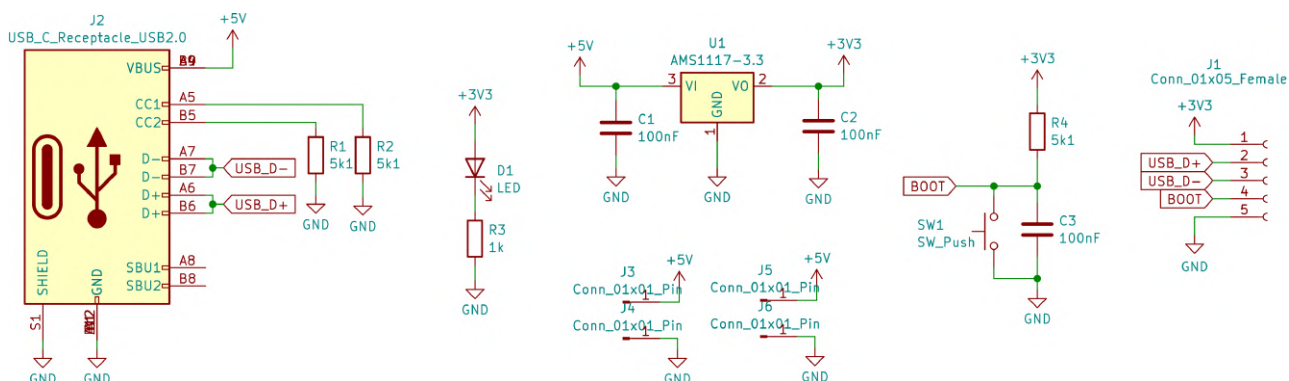 J2
USB_C_Receptacle_USB2.0
+5V
VBUS
A5
CC1
B5
CC2
A7
D-
B7
D-
A6
D+
B6
D+
A8
SBU1
B8
SBU2
SHIELD
GND
S1
GND
GND
USB_D-
USB_D+
R1
5k1
R2
5k1
GND
GND
+3V3
D1
LED
R3
1k
GND
+5V
U1
AMS1117-3.3
+3V3
3
VI
VO
2
GND
1
C1
100nF
C2
100nF
GND
GND
GND
J3
+5V
Conn_01x01_Pin
1
J4
Conn_01x01_Pin
1
GND
J5
+5V
Conn_01x01_Pin
1
J6
Conn_01x01_Pin
1
GND
+3V3
R4
5k1
BOOT
SW1
SW_Push
C3
100nF
GND
J1
Conn_01x05_Female
+3V3
1
USB_D+
2
USB_D-
3
BOOT
4
5
GND